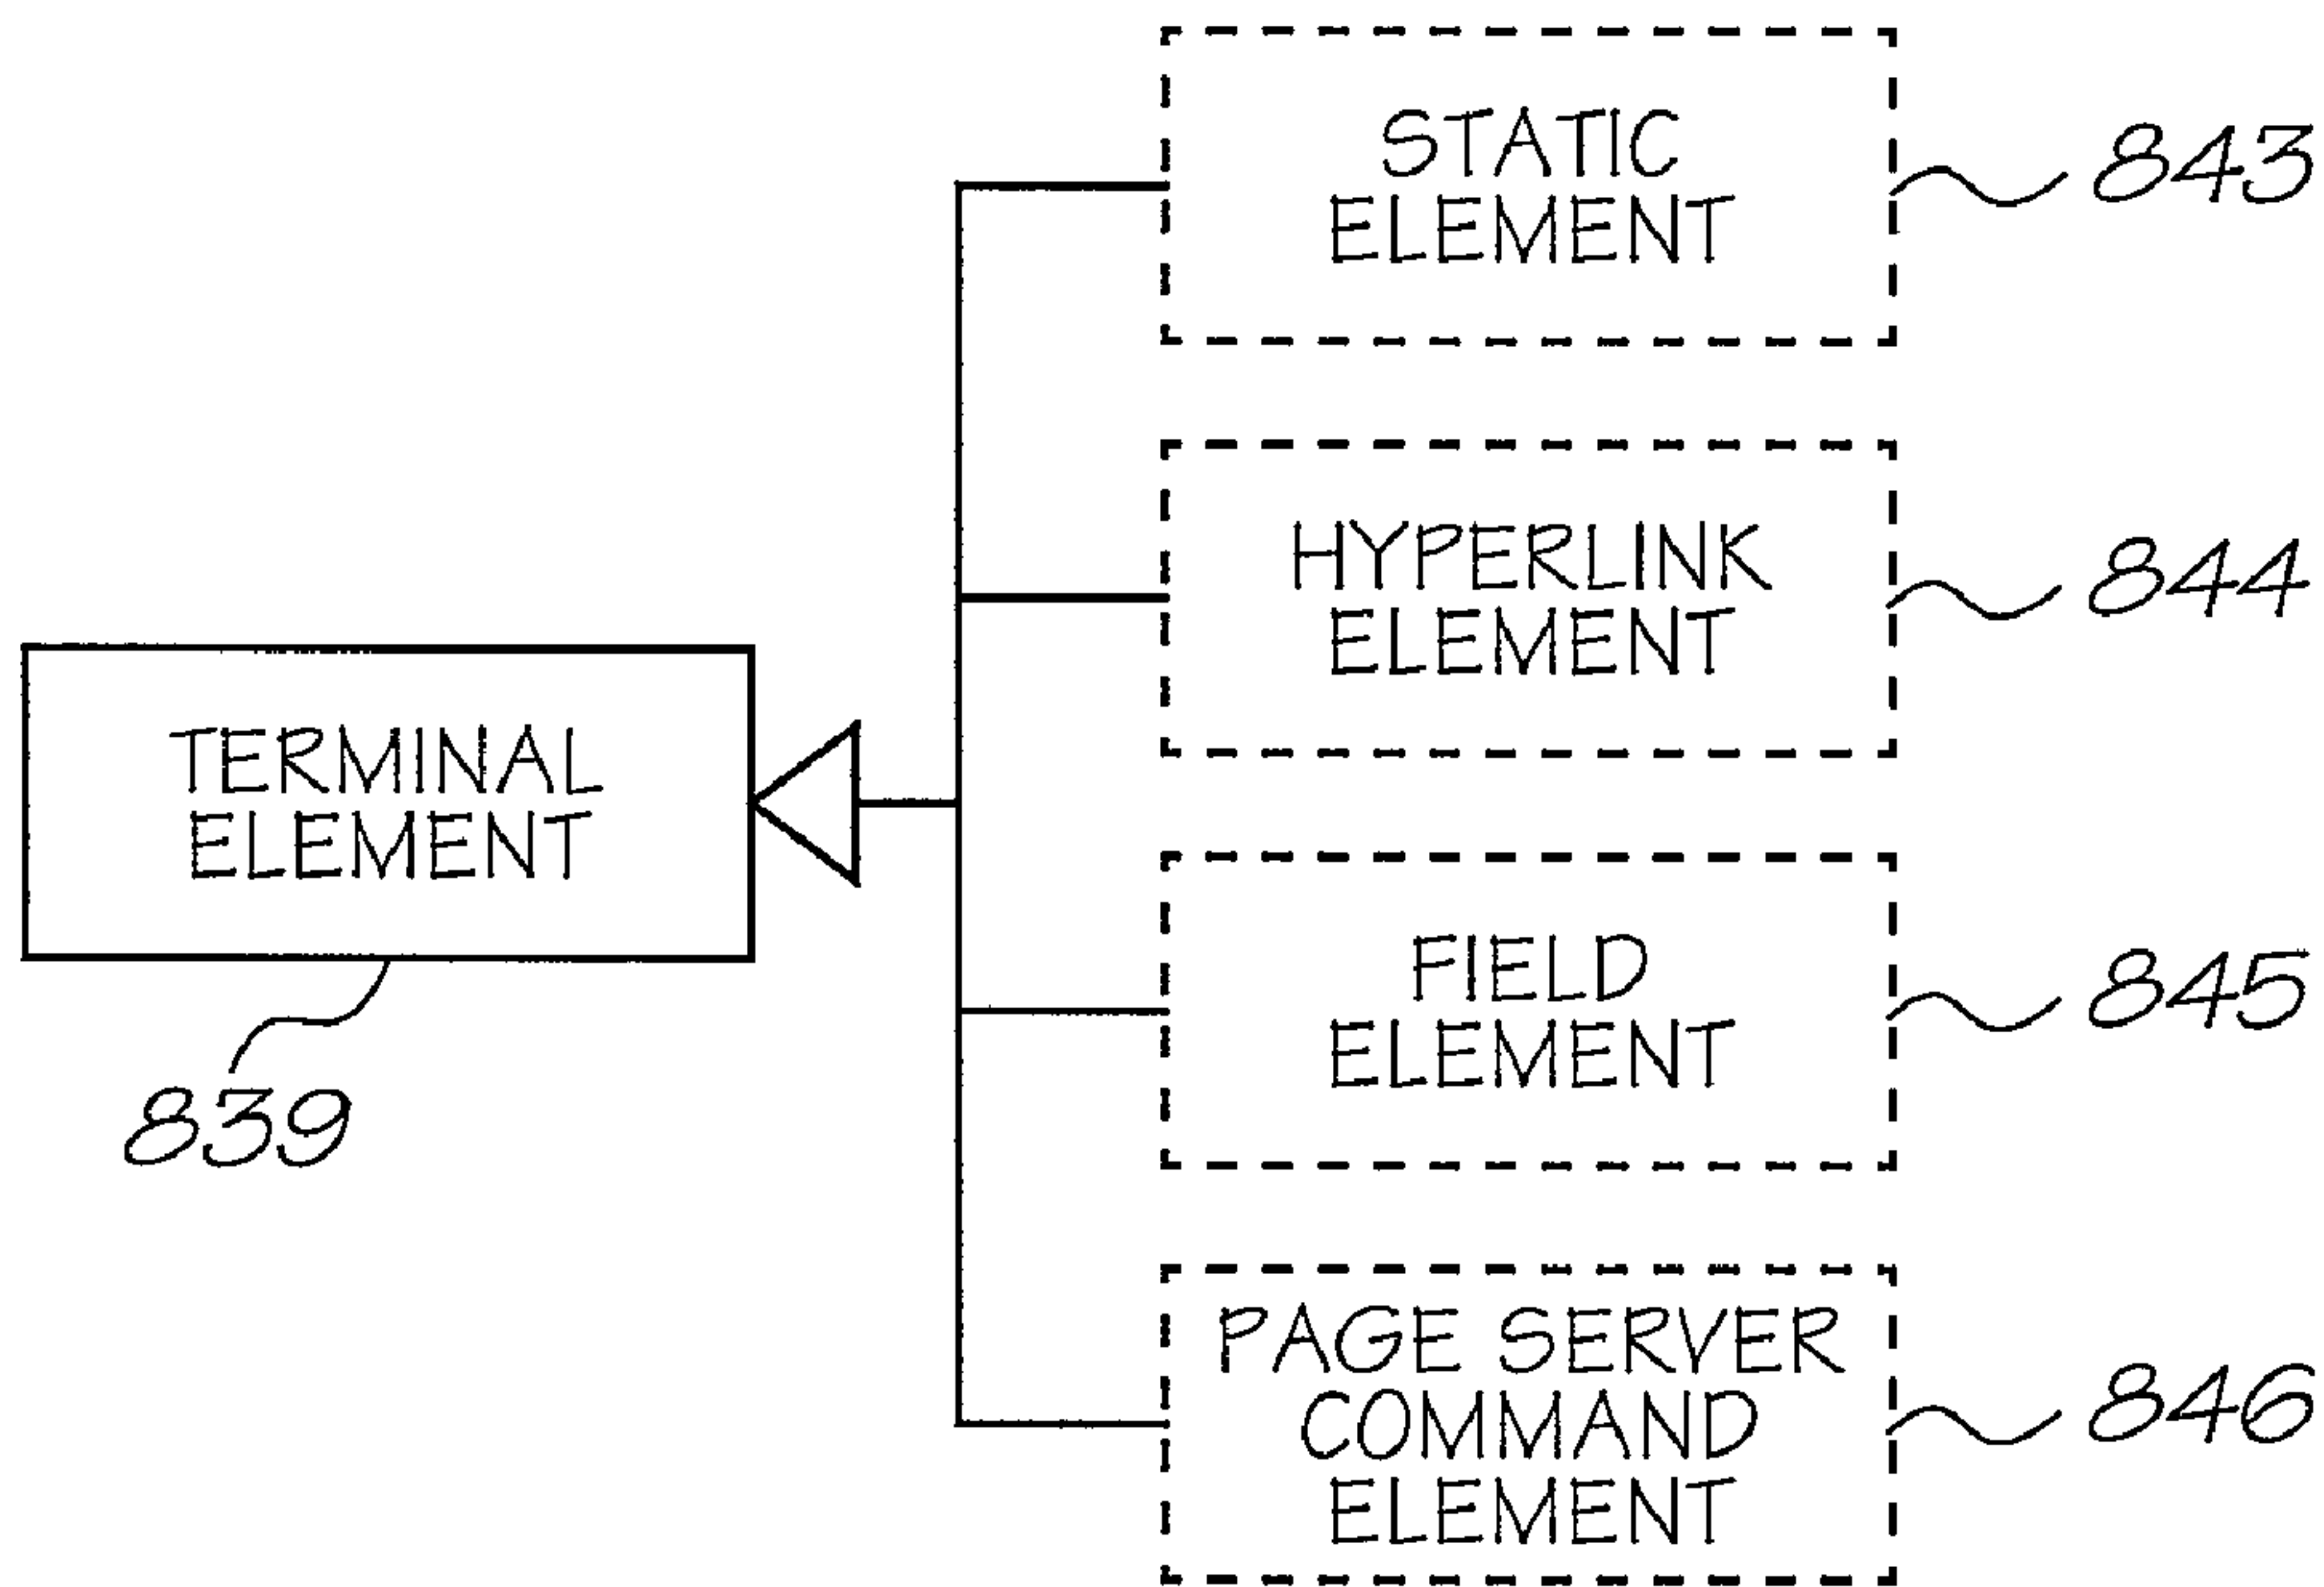 STATIC
ELEMENT
843
HYPERLINK
ELEMENT
844
TERMINAL
ELEMENT
839
FIELD
ELEMENT
845
PAGE SERVER
COMMAND
ELEMENT
846